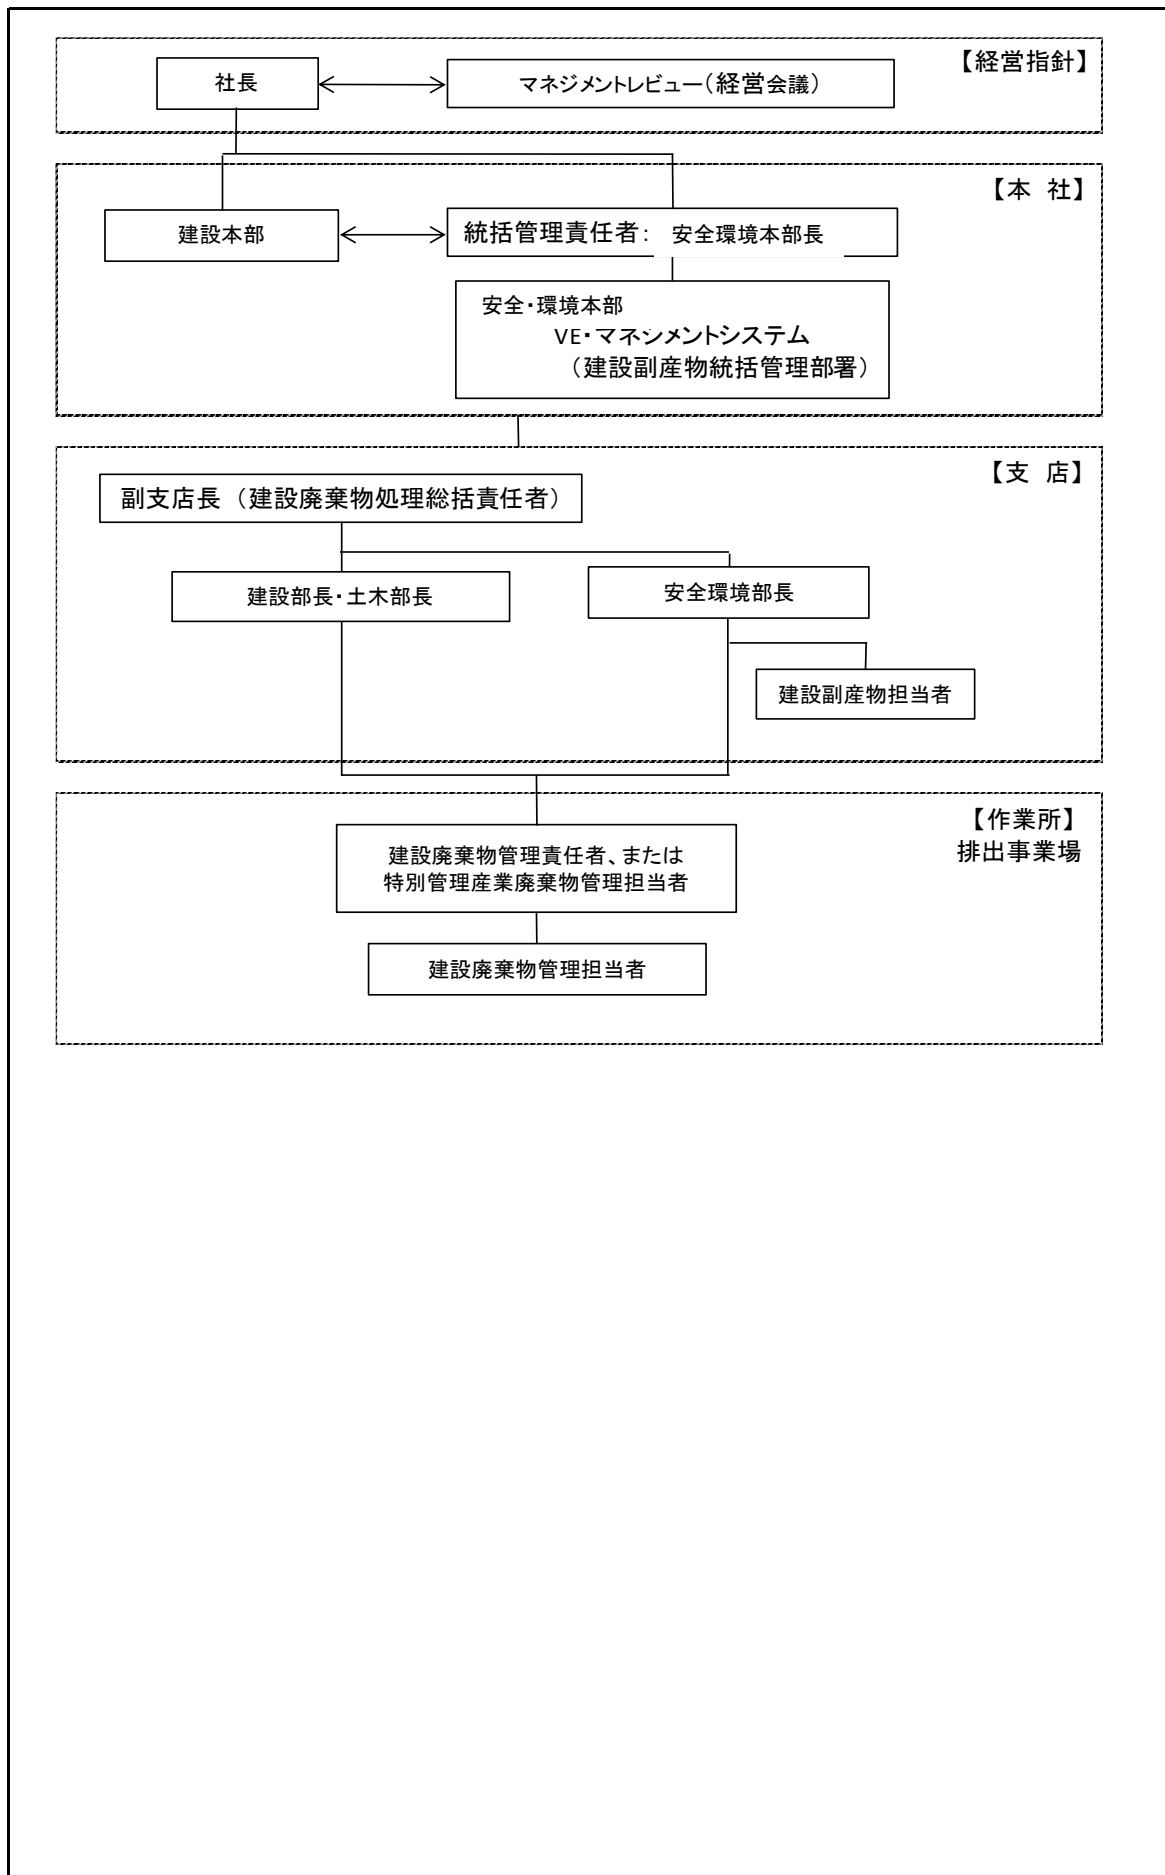 【経営指針】
社長
マネジメントレビュー（経営会議）
【本 社】
建設本部
統括管理責任者： 安全環境本部長
安全・環境本部
VE・マネジメントシステム
（建設副産物統括管理部署）
【支 店】
副支店長（建設廃棄物処理総括責任者）
建設部長・土木部長
安全環境部長
建設副産物担当者
【作業所】
排出事業場
建設廃棄物管理責任者、または
特別管理産業廃棄物管理担当者
建設廃棄物管理担当者